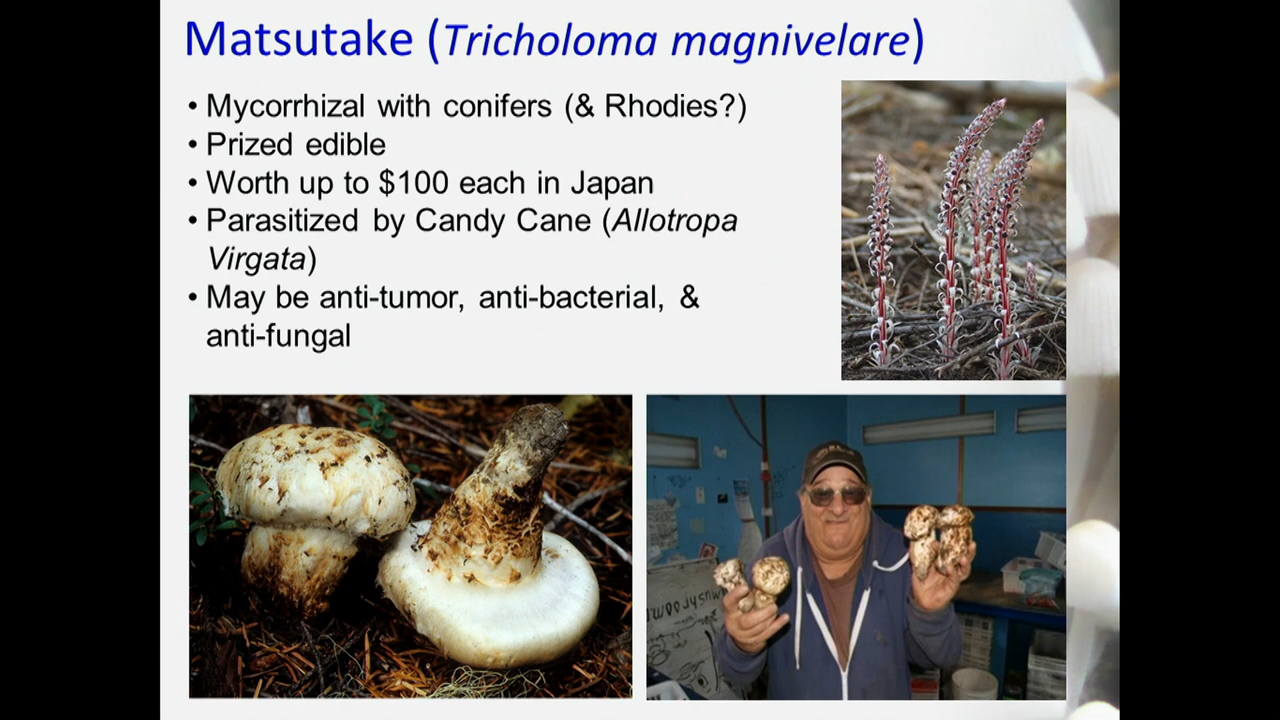 Matsutake (Tricholoma magnivelare)
• Mycorrhizal with conifers (& Rhodies?)
• Prized edible
• Worth up to $100 each in Japan
• Parasitized by Candy Cane (Allotropa
Virgata)
• May be anti-tumor, anti-bacterial, &
anti-fungal